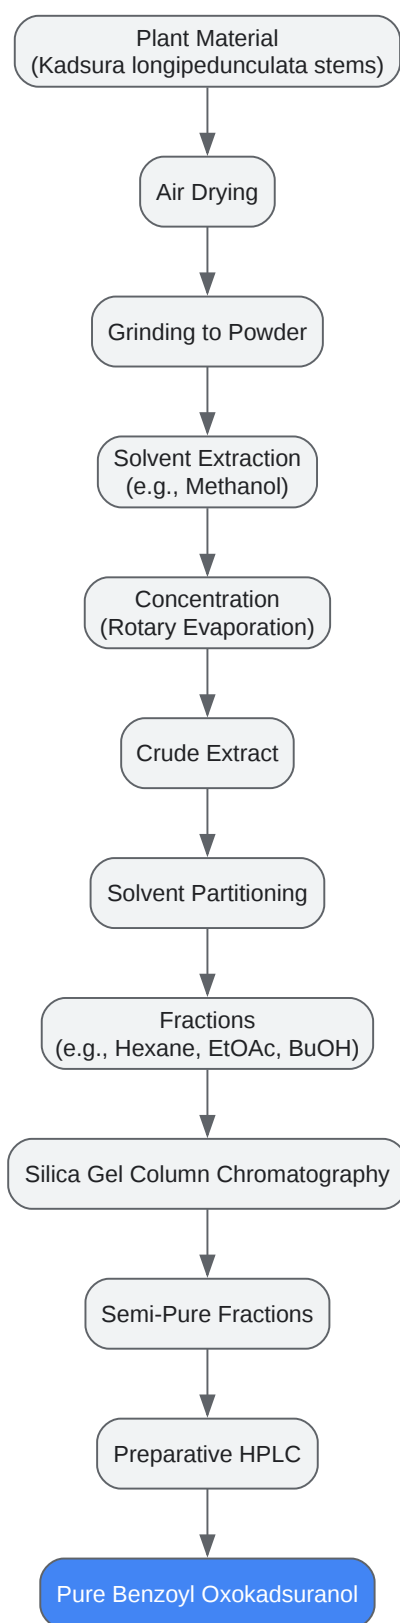 Plant Material
(Kadsura longipedunculata stems)
Air Drying
Grinding to Powder
Solvent Extraction
(e.g., Methanol)
Concentration
(Rotary Evaporation)
Crude Extract
Solvent Partitioning
Fractions
(e.g., Hexane, EtOAc, BuOH)
Silica Gel Column Chromatography
Semi-Pure Fractions
Preparative HPLC
Pure Benzoyl Oxokadsuranol